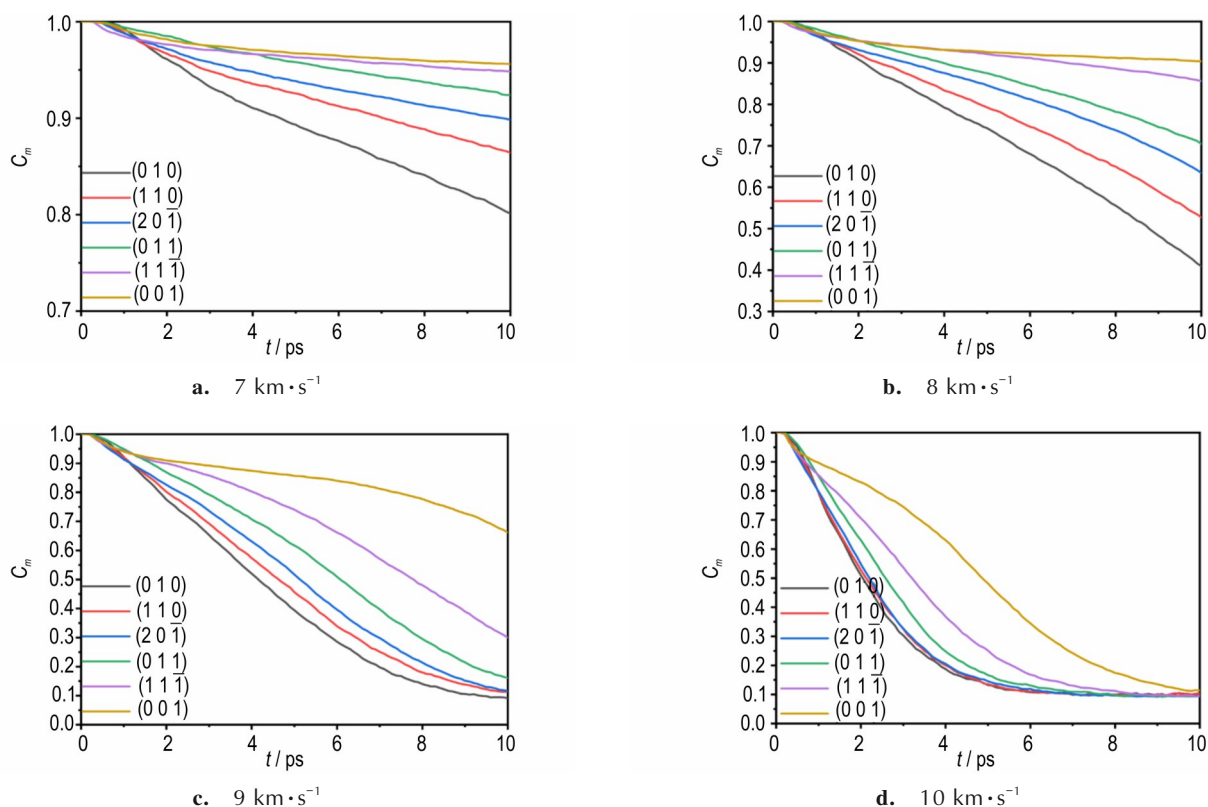 1.0
0.9
0.8
0.7
Cₘ
(0 1 0)
(1 1 0)
(2 0 1̅)
(0 1 1)
(1 1 1̅)
(0 0 1)
0 2 4 6 8 10
t / ps
a. 7 km·s⁻¹
1.0
0.9
0.8
0.7
0.6
0.5
0.4
0.3
Cₘ
(0 1 0)
(1 1 0)
(2 0 1̅)
(0 1 1)
(1 1 1̅)
(0 0 1)
0 2 4 6 8 10
t / ps
b. 8 km·s⁻¹
1.0
0.9
0.8
0.7
0.6
0.5
0.4
0.3
0.2
0.1
0.0
Cₘ
(0 1 0)
(1 1 0)
(2 0 1̅)
(0 1 1)
(1 1 1̅)
(0 0 1)
0 2 4 6 8 10
t / ps
c. 9 km·s⁻¹
1.0
0.9
0.8
0.7
0.6
0.5
0.4
0.3
0.2
0.1
0.0
Cₘ
(0 1 0)
(1 1 0)
(2 0 1̅)
(0 1 1)
(1 1 1̅)
(0 0 1)
0 2 4 6 8 10
t / ps
d. 10 km·s⁻¹